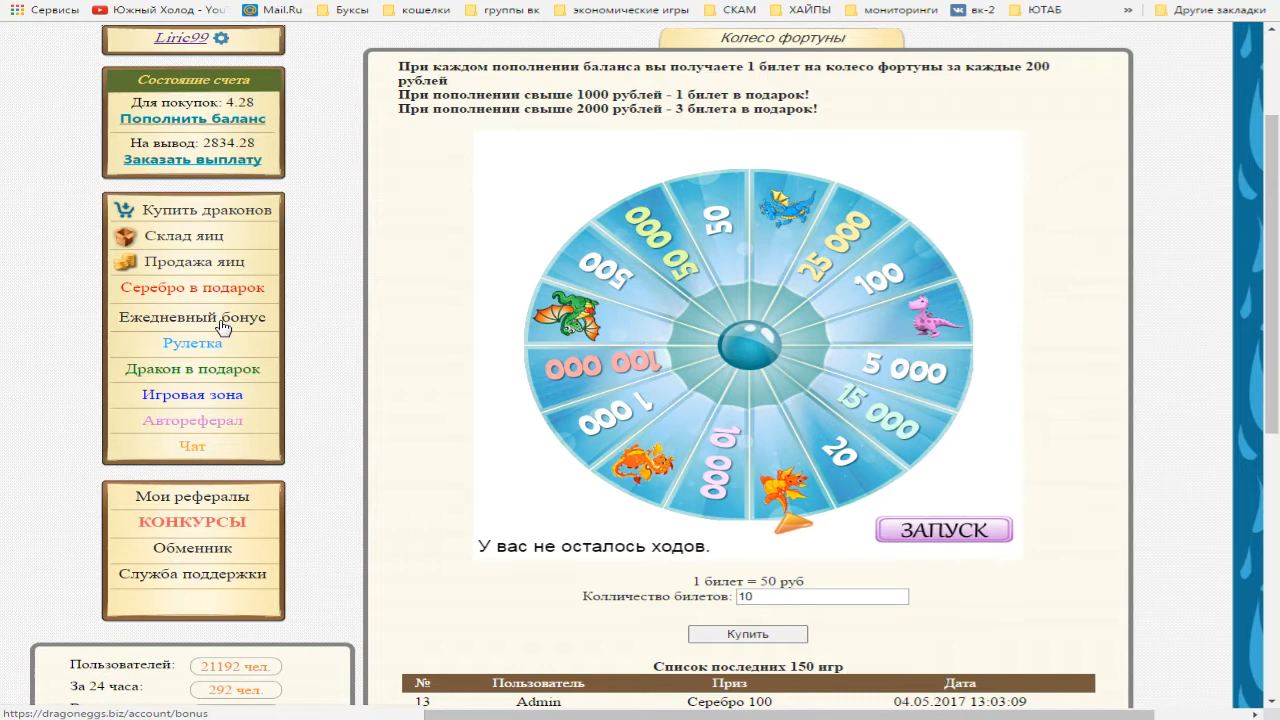 Сервисы
Южный Холод - You
Mail.Ru
Буксы
кошелки
группы вк
экономические игры
СКАМ
ХАЙПЫ
мониторинги
вк-2
ЮТАБ
»
Другие закладки
Liric99
Состояние счета
Для покупок: 4.28
Пополнить баланс
На вывод: 2834.28
Заказать выплату
Купить драконов
Склад яиц
Продажа яиц
Серебро в подарок
Ежедневный бонус
Рулетка
Дракон в подарок
Игровая зона
Автореферал
Чат
Мои рефералы
КОНКУРСЫ
Обменник
Служба поддержки
Пользователей: 21192 чел.
За 24 часа: 292 чел.
Колесо фортуны
При каждом пополнении баланса вы получаете 1 билет на колесо фортуны за каждые 200
рублей
При пополнении свыше 1000 рублей - 1 билет в подарок!
При пополнении свыше 2000 рублей - 3 билета в подарок!
50
25 000
100
5 000
15 000
20
10 000
1 000
100 000
500
50 000
ЗАПУСК
У вас не осталось ходов.
1 билет = 50 руб
Колличество билетов: 10
Купить
Список последних 150 игр
№ Пользователь Приз Дата
13 Admin Серебро 100 04.05.2017 13:03:09
https://dragoneggs.biz/account/bonus